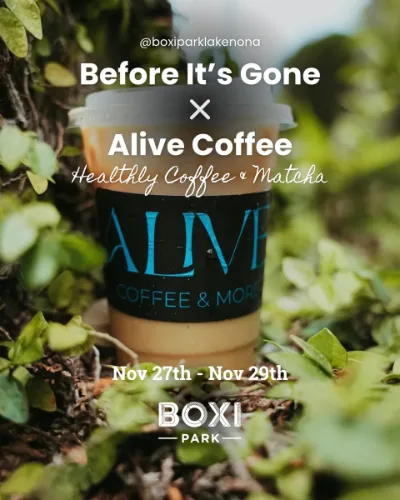 @boxiparklakenona
Before It's Gone
×
Alive Coffee
Healthly Coffee & Matcha
ALIVE
COFFEE & MORE
Nov 27th - Nov 29th
BOXI
PARK